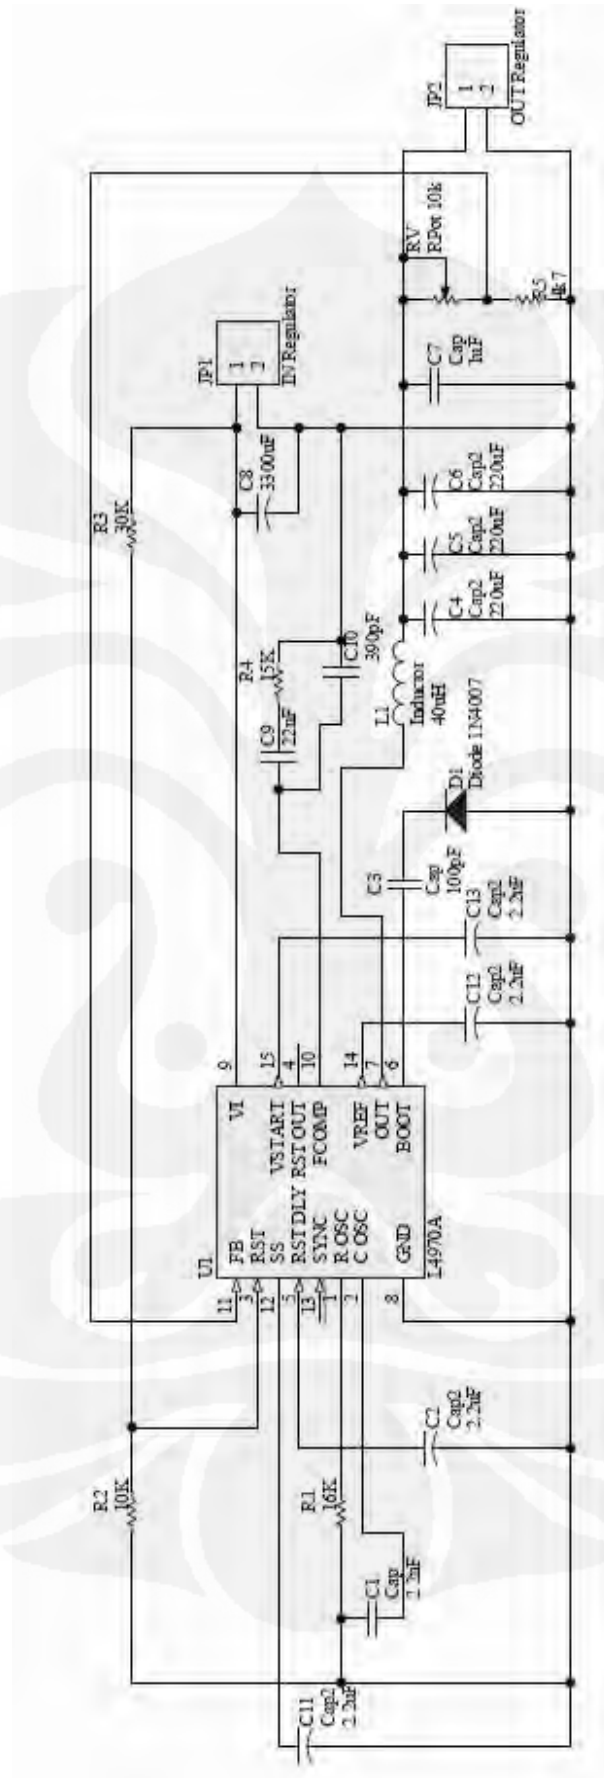 R3
30K
R2
10K
JP1
1
2
IN Regulator
C8
3300uF
R4
15K
C9
22nF
C10
390pF
L1
Inductor
40uH
U1
FB
RST
SS
RST DLY
SYNC
R OSC
C OSC
GND
VI
VSTART
RST OUT
FCOMP
VREF
OUT
BOOT
L4970A
11
3
12
5
13
1
2
8
9
15
4
10
14
7
6
R1
16K
C1
Cap
2.2nF
C11
Cap2
2.2uF
C2
Cap2
2.2uF
C12
Cap2
2.2uF
C13
Cap2
2.2uF
C3
Cap
100pF
D1
Diode 1N4007
C4
Cap2
220uF
C5
Cap2
220uF
C6
Cap2
220uF
C7
Cap
1uF
RV
RPot 10k
R5
4k7
JP2
1
2
OUT Regulator